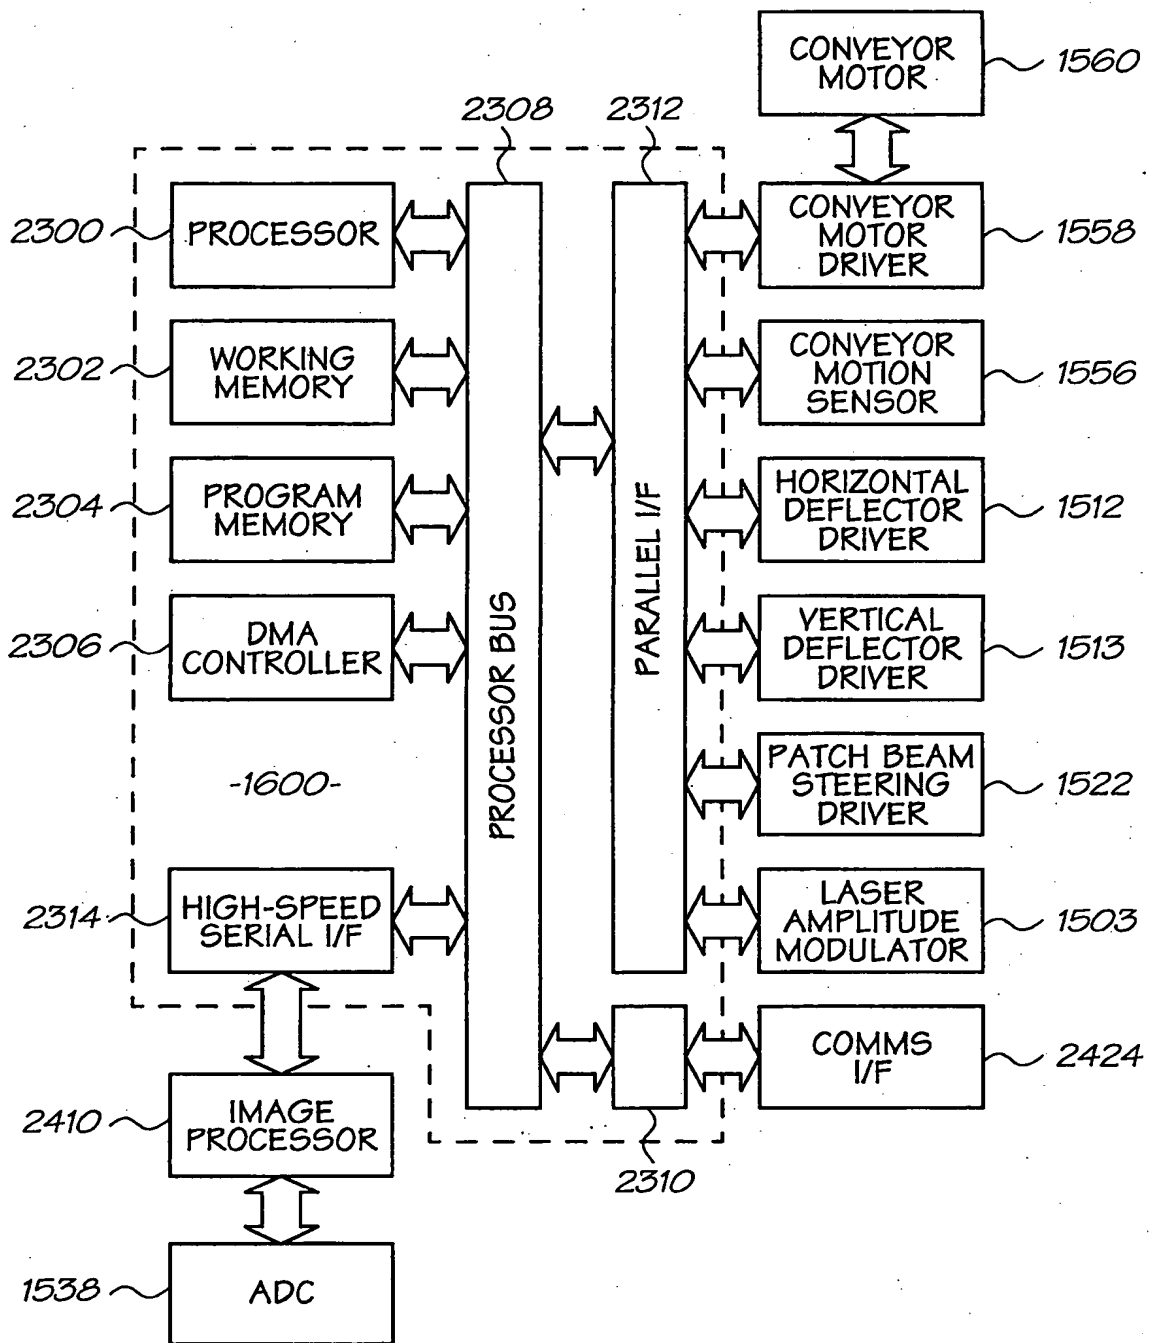 CONVEYOR
MOTOR
1560
2308
2312
2300
PROCESSOR
CONVEYOR
MOTOR
DRIVER
1558
2302
WORKING
MEMORY
CONVEYOR
MOTION
SENSOR
1556
2304
PROGRAM
MEMORY
HORIZONTAL
DEFLECTOR
DRIVER
1512
2306
DMA
CONTROLLER
PROCESSOR BUS
PARALLEL I/F
VERTICAL
DEFLECTOR
DRIVER
1513
-1600-
PATCH BEAM
STEERING
DRIVER
1522
2314
HIGH-SPEED
SERIAL I/F
LASER
AMPLITUDE
MODULATOR
1503
COMMS
I/F
2424
2410
IMAGE
PROCESSOR
2310
1538
ADC